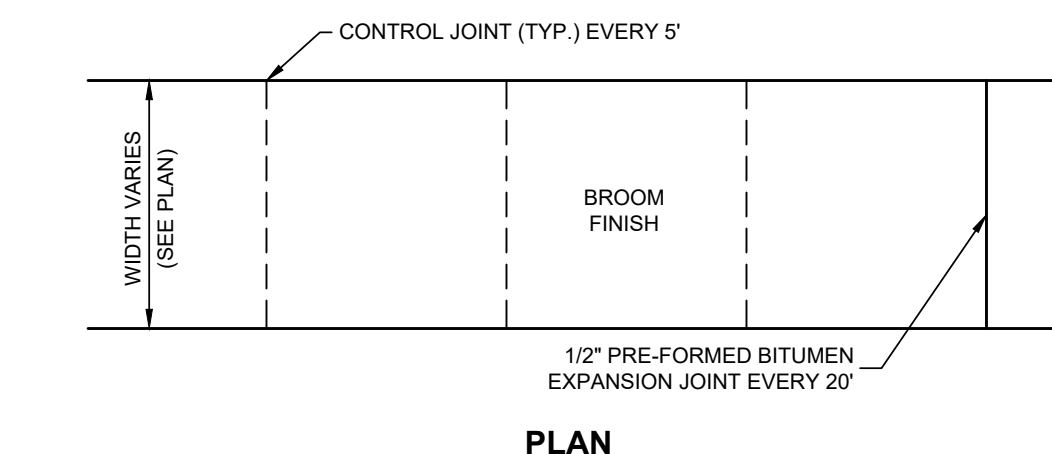 CONTROL JOINT (TYP.) EVERY 5'
WIDTH VARIES
(SEE PLAN)
BROOM
FINISH
1/2" PRE-FORMED BITUMEN
EXPANSION JOINT EVERY 20'
PLAN